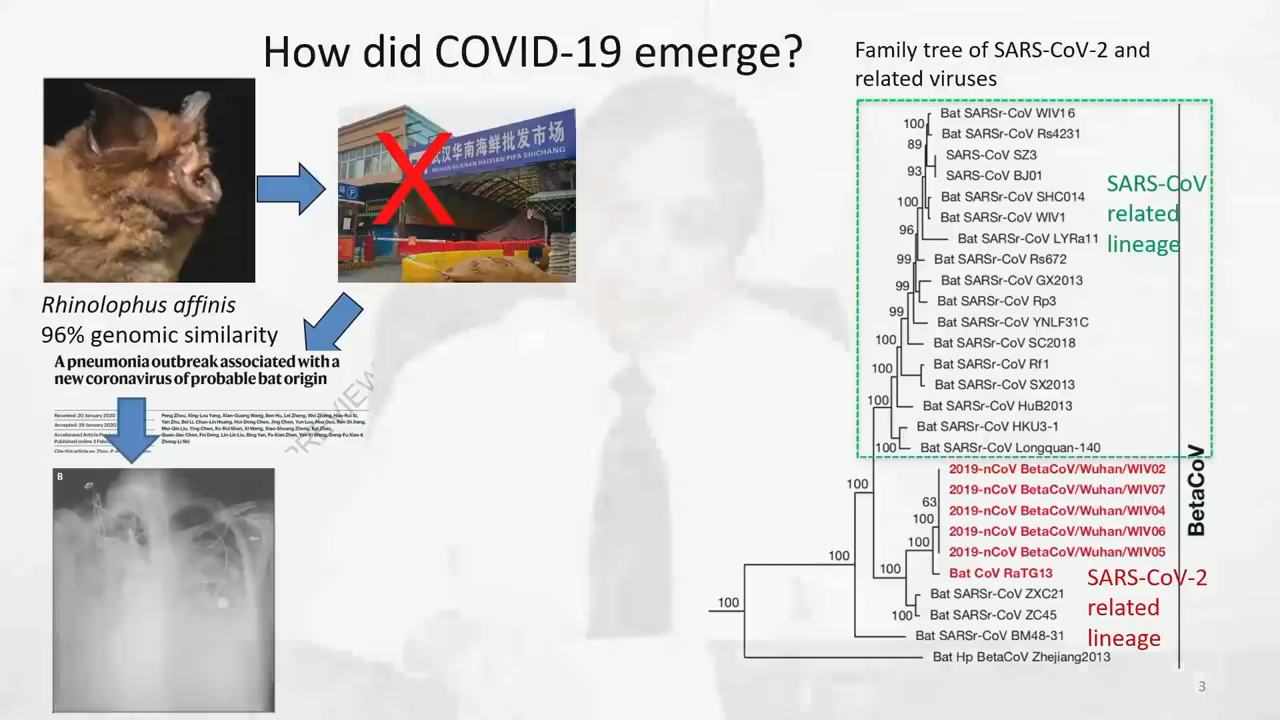 How did COVID-19 emerge?
武汉华南海鲜批发市场
WUHAN HUANAN HAIXIAN PIFA SHICHANG
Rhinolophus affinis
96% genomic similarity
A pneumonia outbreak associated with a
new coronavirus of probable bat origin
Received: 20 January 2020
Accepted: 29 January 2020
B
Family tree of SARS-CoV-2 and
related viruses
Bat SARSr-CoV WIV16
100
Bat SARSr-CoV Rs4231
89
SARS-CoV SZ3
93
SARS-CoV BJ01
Bat SARSr-CoV SHC014
100
Bat SARSr-CoV WIV1
96
Bat SARSr-CoV LYRa11
99
Bat SARSr-CoV Rs672
Bat SARSr-CoV GX2013
99
Bat SARSr-CoV Rp3
99
Bat SARSr-CoV YNLF31C
100
Bat SARSr-CoV SC2018
100
Bat SARSr-CoV Rf1
Bat SARSr-CoV SX2013
100
Bat SARSr-CoV HuB2013
Bat SARSr-CoV HKU3-1
100
Bat SARSr-CoV Longquan-140
SARS-CoV
related
lineage
2019-nCoV BetaCoV/Wuhan/WIV02
100
2019-nCoV BetaCoV/Wuhan/WIV07
63
2019-nCoV BetaCoV/Wuhan/WIV04
100
2019-nCoV BetaCoV/Wuhan/WIV06
100
2019-nCoV BetaCoV/Wuhan/WIV05
100
Bat CoV RaTG13
100
Bat SARSr-CoV ZXC21
100
Bat SARSr-CoV ZC45
100
Bat SARSr-CoV BM48-31
Bat Hp BetaCoV Zhejiang2013
SARS-CoV-2
related
lineage
BetaCoV
3